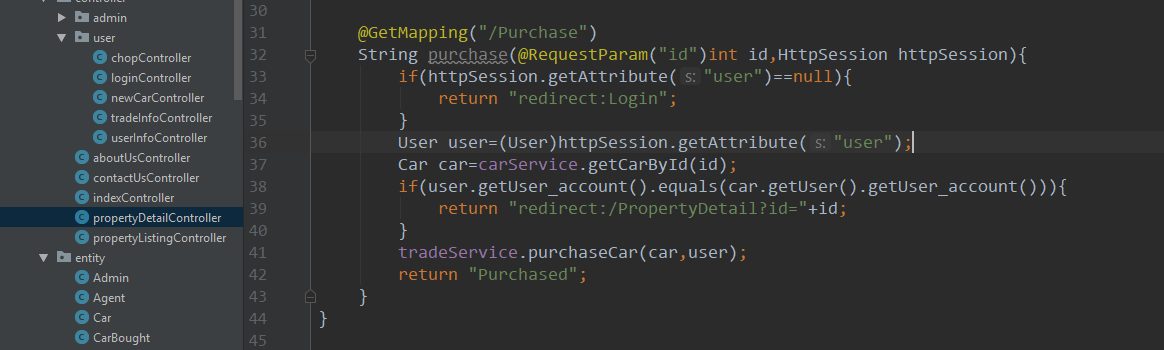 controller
admin
user
chopController
loginController
newCarController
tradeInfoController
userInfoController
aboutUsController
contactUsController
indexController
propertyDetailController
propertyListingController
entity
Admin
Agent
Car
CarBought
30
31 @GetMapping("/Purchase")
32 String purchase(@RequestParam("id")int id,HttpSession httpSession){
33 if(httpSession.getAttribute( s: "user")==null){
34 return "redirect:Login";
35 }
36 User user=(User)httpSession.getAttribute( s: "user");
37 Car car=carService.getCarById(id);
38 if(user.getUser_account().equals(car.getUser().getUser_account())){
39 return "redirect:/PropertyDetail?id="+id;
40 }
41 tradeService.purchaseCar(car,user);
42 return "Purchased";
43 }
44 }
45